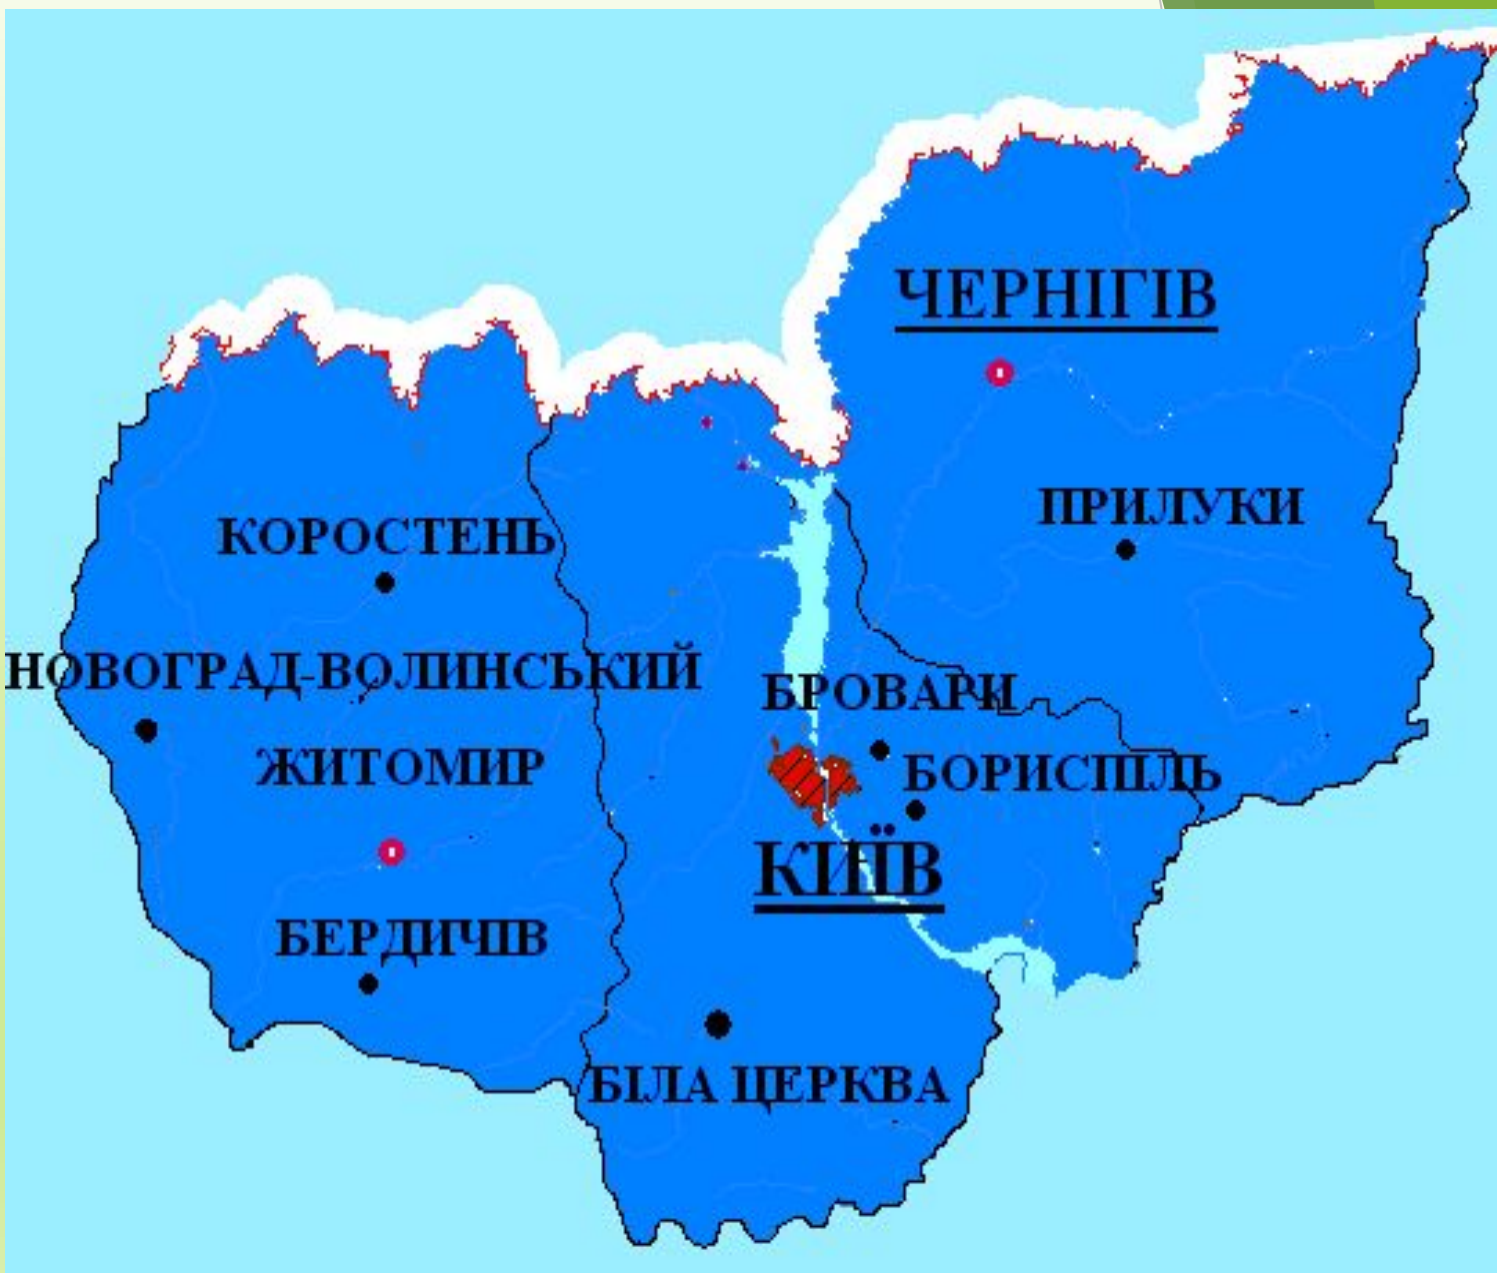 ЧЕРНІГІВ
ПРИЛУКИ
КОРОСТЕНЬ
НОВОГРАД-ВОЛИНСЬКИЙ
БРОВАРИ
ЖИТОМИР
БОРИСПІЛЬ
КИЇВ
БЕРДИЧІВ
БІЛА ЦЕРКВА